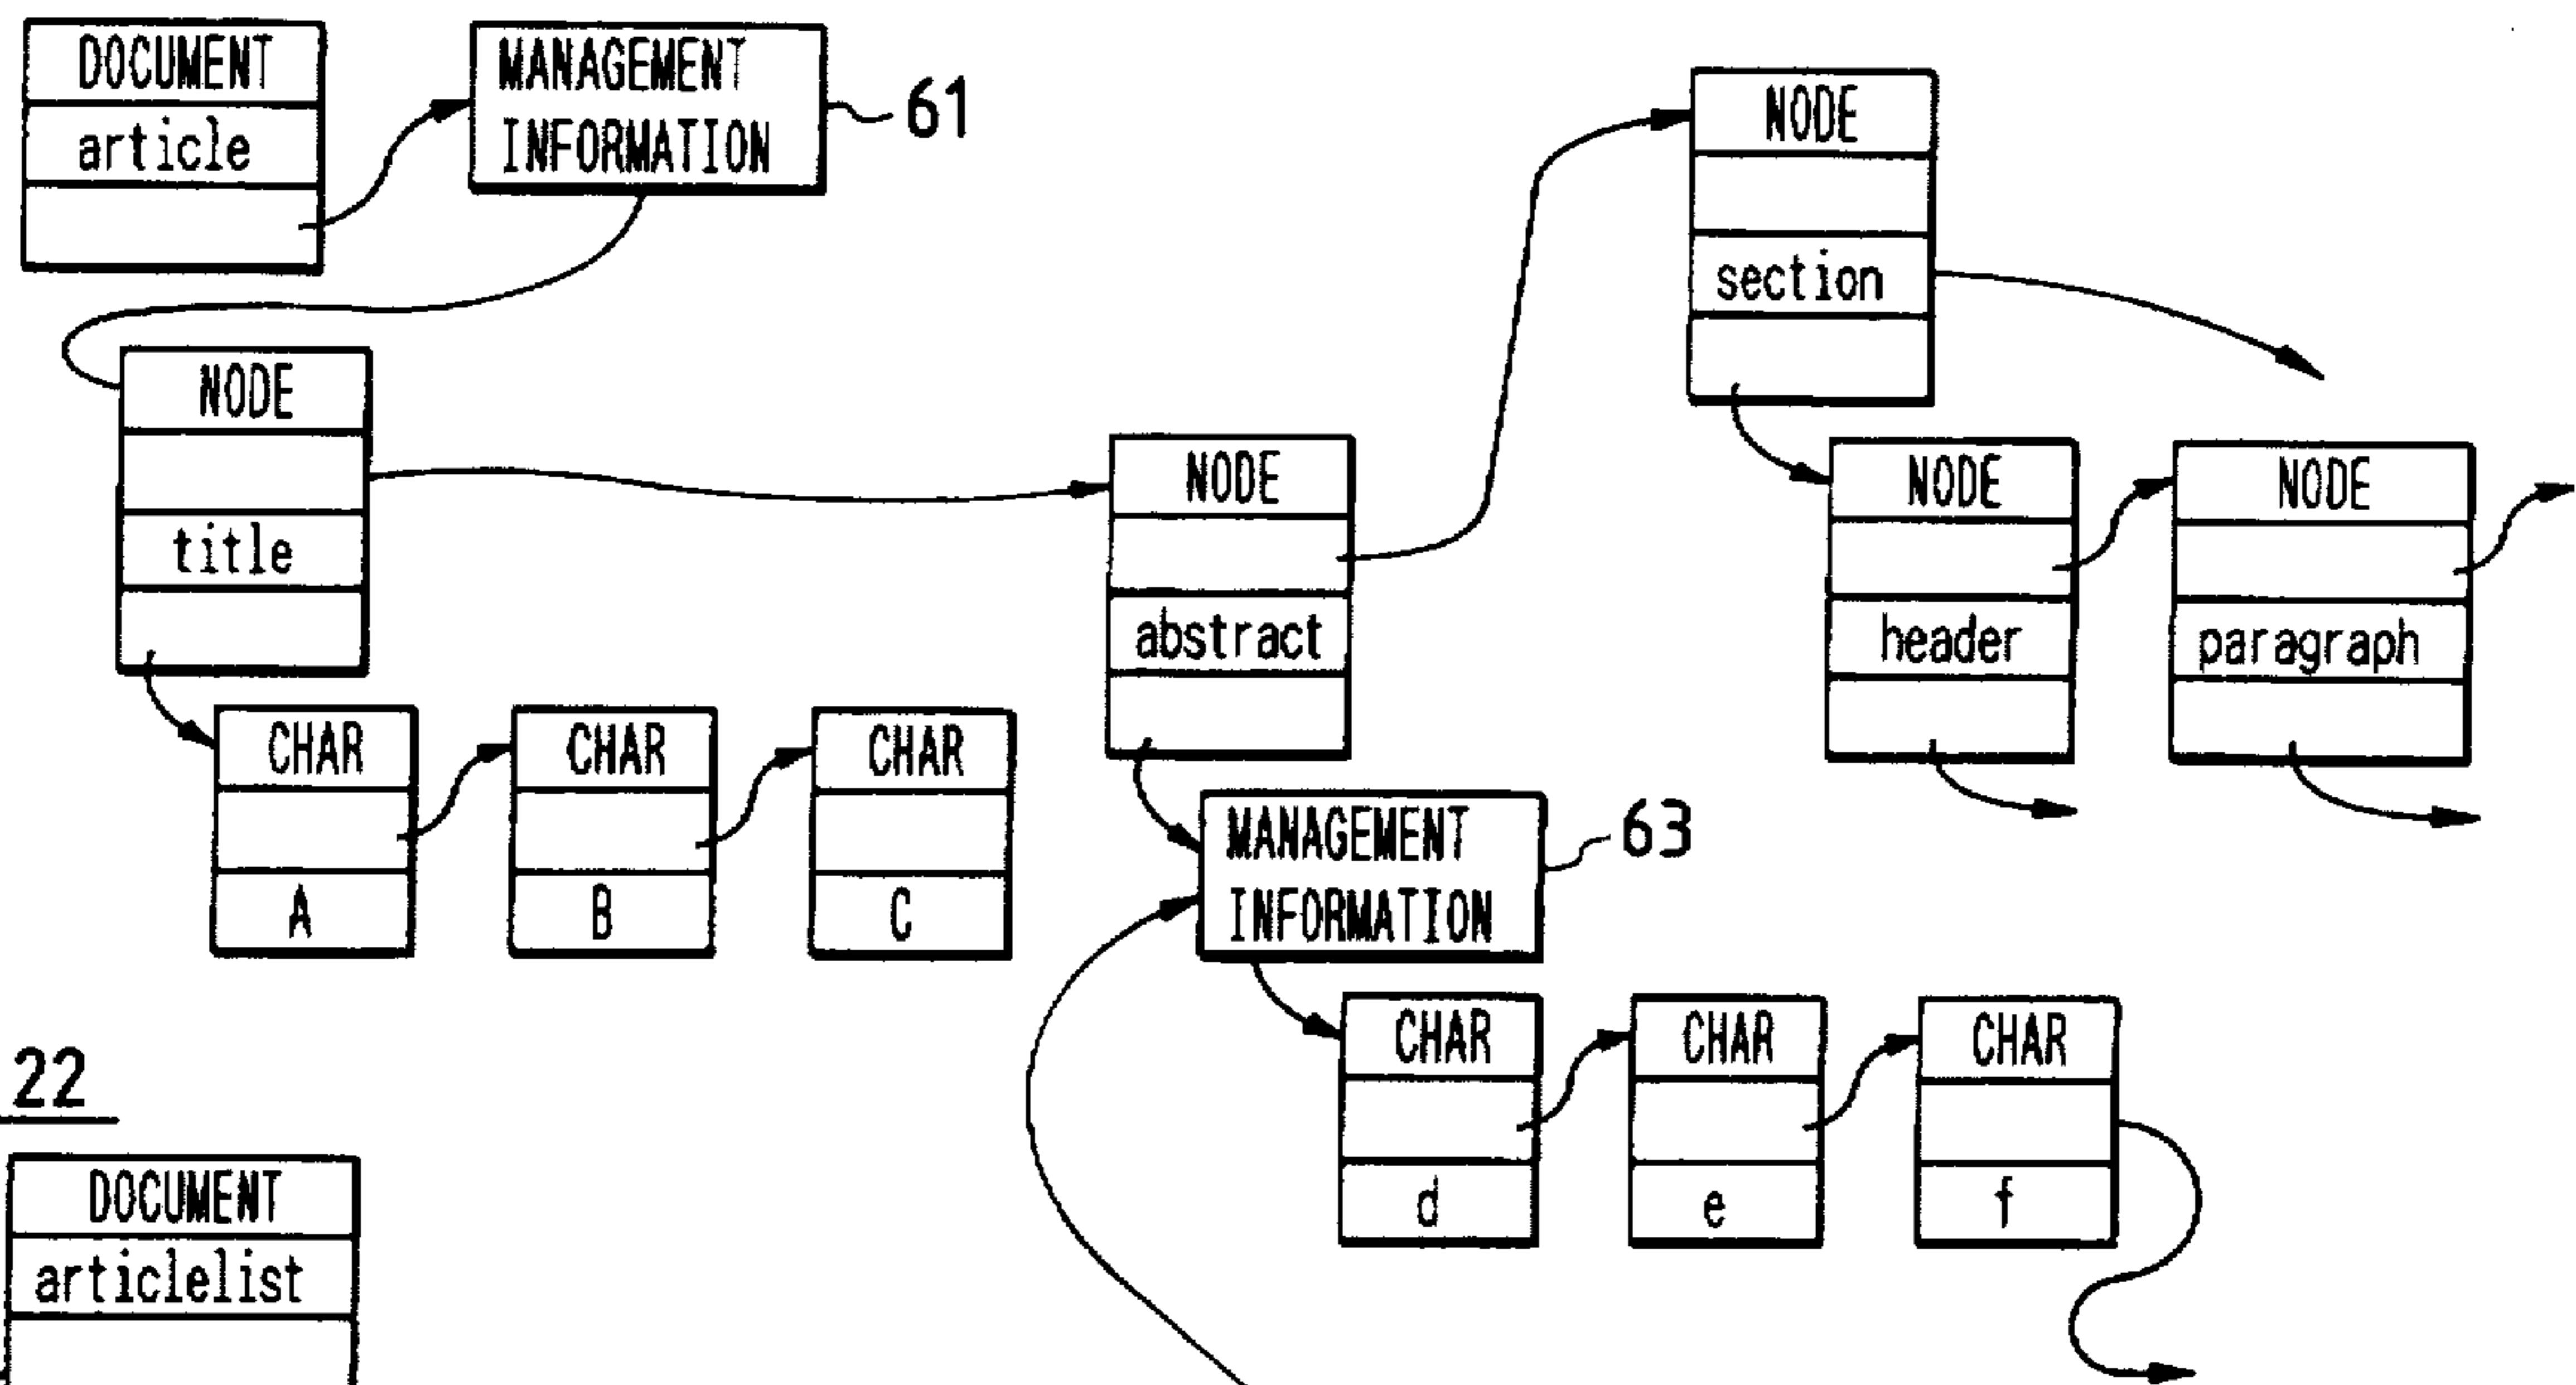 DOCUMENT
article
MANAGEMENT
INFORMATION
61
NODE
section
NODE
title
NODE
abstract
NODE
header
NODE
paragraph
CHAR
A
CHAR
B
CHAR
C
MANAGEMENT
INFORMATION
63
CHAR
d
CHAR
e
CHAR
f
22
DOCUMENT
articlelist